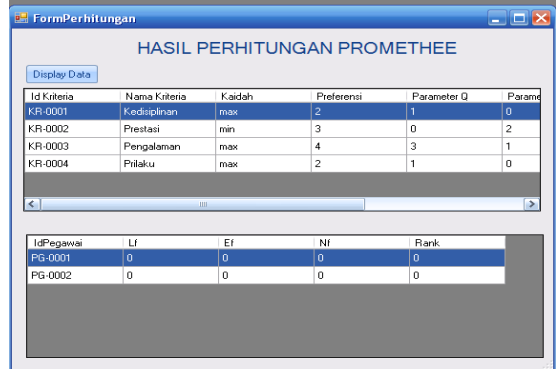 FormPerhitungan
HASIL PERHITUNGAN PROMETHEE
Display Data
Id Kriteria Nama Kriteria Kaidah Preferensi Parameter Q Parame
KR-0001 Kedisiplinan max 2 1 0
KR-0002 Prestasi min 3 0 2
KR-0003 Pengalaman max 4 3 1
KR-0004 Prilaku max 2 1 0
IdPegawai Lf Ef Nf Rank
PG-0001 0 0 0 0
PG-0002 0 0 0 0